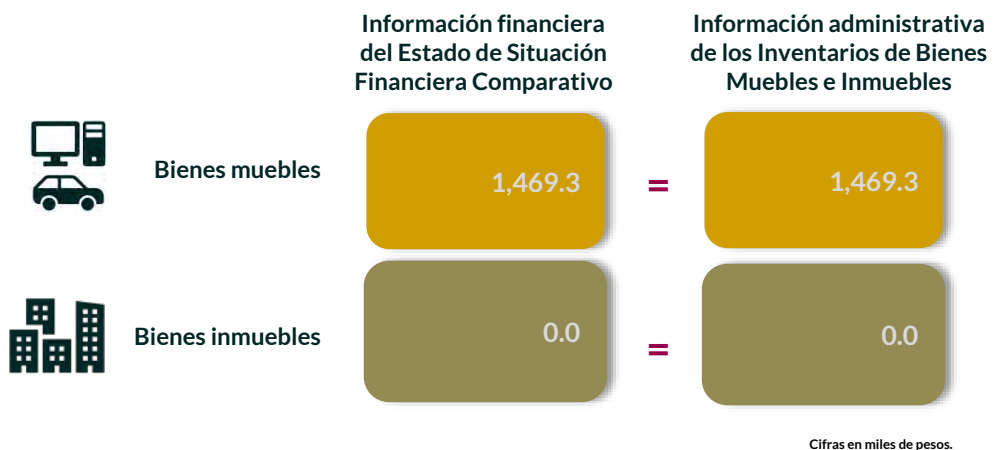 Información financiera
del Estado de Situación
Financiera Comparativo
Información administrativa
de los Inventarios de Bienes
Muebles e Inmuebles
Bienes muebles
1,469.3
=
1,469.3
Bienes inmuebles
0.0
=
0.0
Cifras en miles de pesos.